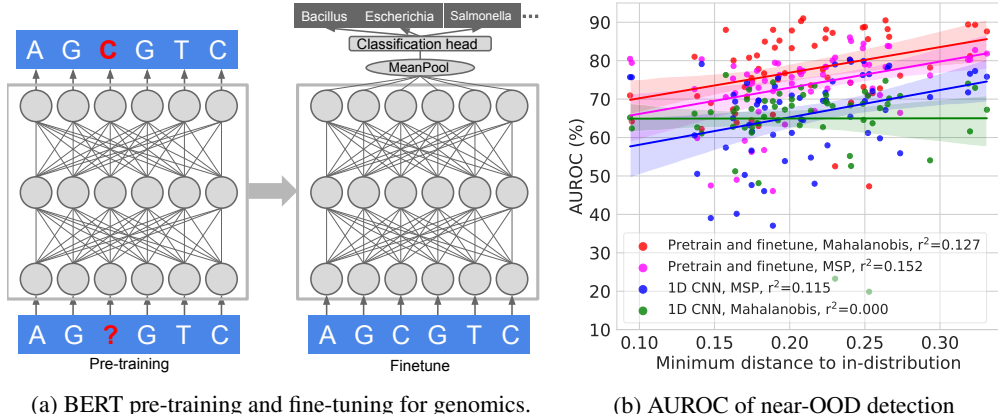 Bacillus Escherichia Salmonella ...
Classification head
MeanPool
A G C G T C
A G ? G T C
Pre-training
A G C G T C
Finetune
(a) BERT pre-training and fine-tuning for genomics.
AUROC (%)
90
80
70
60
50
40
30
20
10
Pretrain and finetune, Mahalanobis, r²=0.127
Pretrain and finetune, MSP, r²=0.152
1D CNN, MSP, r²=0.115
1D CNN, Mahalanobis, r²=0.000
0.10 0.15 0.20 0.25 0.30
Minimum distance to in-distribution
(b) AUROC of near-OOD detection